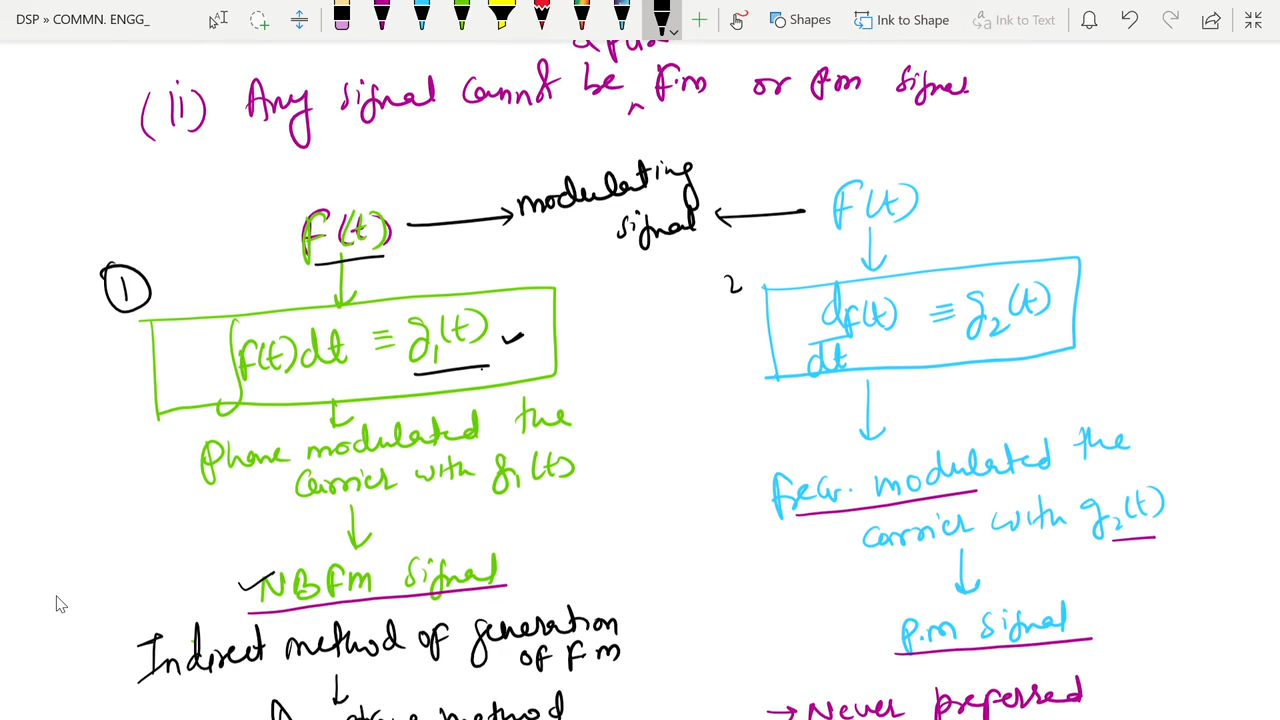 DSP » COMMN. ENGG_
Shapes Ink to Shape Ink to Text
(ii) Any signal cannot be ^ F.m or P.m signal
F(t) → modulating signal ← F(t)
①
∫F(t)dt ≡ g₁(t) ✓
2
dF(t)/dt ≡ g₂(t)
Phase modulated the
carrier with g₁(t)
Freq. modulated the
carrier with g₂(t)
✓ NBFM signal
P.m signal
Indirect method of generation
of Fm
method
→ Never preferred